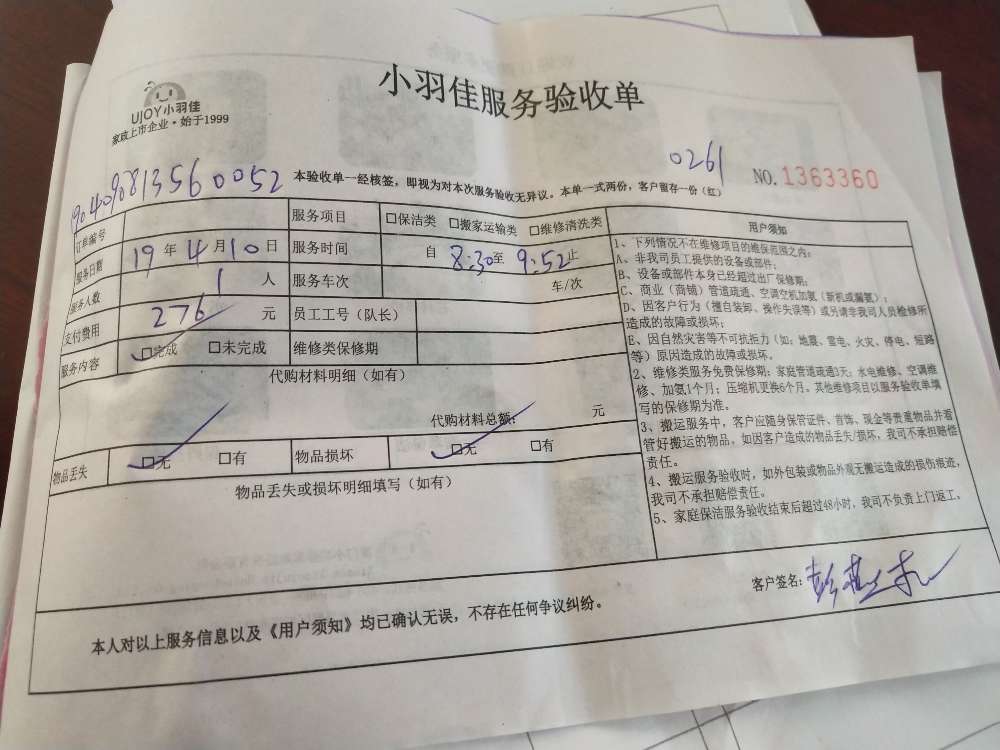 小羽佳服务验收单
UJOY小羽佳
家政上市企业·始于1999
0261
NO.1363360
本验收单一经核签，即视为对本次服务验收无异议。本单一式两份，客户留存一份（红）
订单编号
服务项目 □保洁类 □搬家运输类 □维修清洗类
服务日期 19年4月10日 服务时间 自8:30至9:52止
服务人数 1人 服务车次 车/次
支付费用 276元 员工工号（队长）
服务内容 □完成 □未完成 维修类保修期
代购材料明细（如有）
代购材料总额： 元
物品丢失 □无 □有 物品损坏 □无 □有
物品丢失或损坏明细填写（如有）
用户须知
1、下列情况不在维修项目的维保范围之内：
A、非我司员工提供的设备或部件；
B、设备或部件本身已经超过出厂保修期；
C、商业（商铺）管道疏通、空调空机加氨（新机或漏氨）；
D、因客户行为（擅自装卸、操作失误等）或另请非我司人员检修所
造成的故障或损坏；
E、因自然灾害等不可抗拒力（如：地震、雷电、火灾、停电、短路
等）原因造成的故障或损坏。
2、维修类服务免费保修期：家庭管道疏通3天；水电维修、空调维
修、加氨1个月；压缩机更换6个月。其他维修项目以服务验收单填
写的保修期为准。
3、搬运服务中，客户应随身保管证件、首饰、现金等贵重物品并看
管好搬运的物品，如因客户造成的物品丢失/损坏，我司不承担赔偿
责任。
4、搬运服务验收时，如外包装或物品外观无搬运造成的损伤痕迹，
我司不承担赔偿责任。
5、家庭保洁服务验收结束后超过48小时，我司不负责上门返工。
客户签名：
本人对以上服务信息以及《用户须知》均已确认无误，不存在任何争议纠纷。